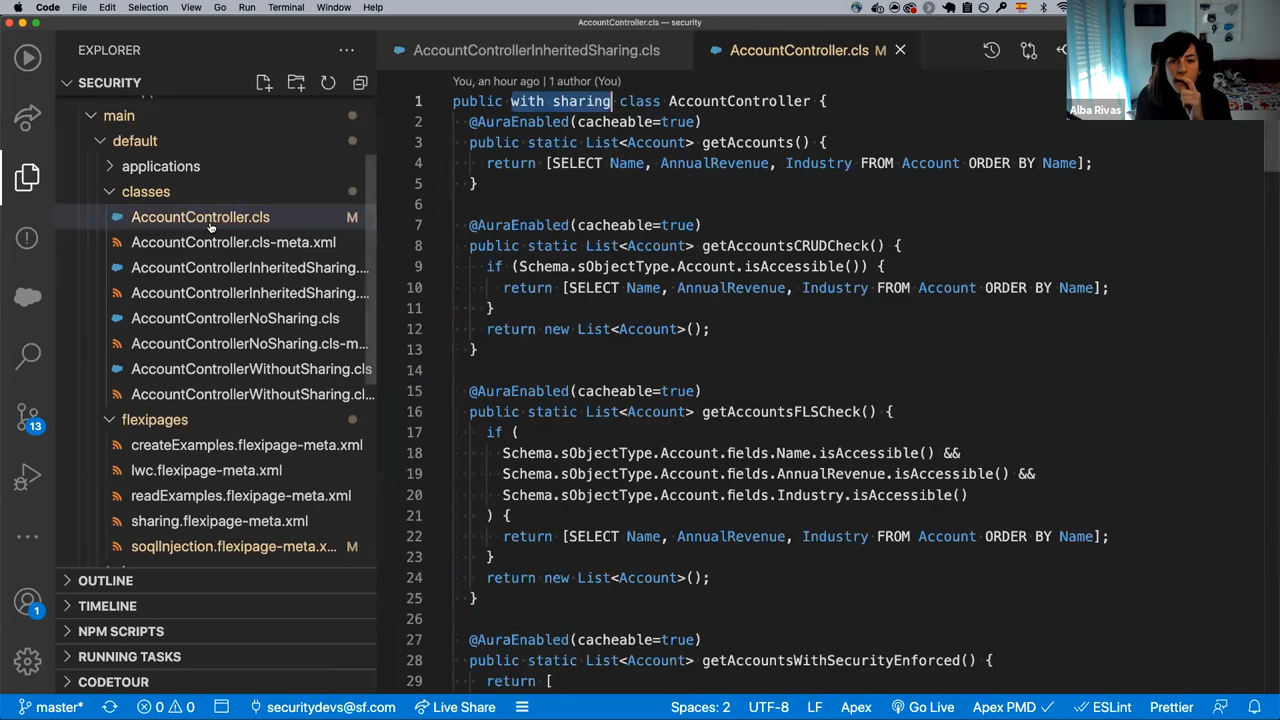 Code File Edit Selection View Go Run Terminal Window Help
AccountController.cls — security
EXPLORER
SECURITY
main
default
applications
classes
AccountController.cls M
AccountController.cls-meta.xml
AccountControllerInheritedSharing....
AccountControllerInheritedSharing....
AccountControllerNoSharing.cls
AccountControllerNoSharing.cls-m...
AccountControllerWithoutSharing.cls
AccountControllerWithoutSharing.cl...
flexipages
createExamples.flexipage-meta.xml
lwc.flexipage-meta.xml
readExamples.flexipage-meta.xml
sharing.flexipage-meta.xml
soqlInjection.flexipage-meta.x... M
OUTLINE
TIMELINE
NPM SCRIPTS
RUNNING TASKS
CODETOUR
13
1
AccountControllerInheritedSharing.cls
AccountController.cls M
Alba Rivas
You, an hour ago | 1 author (You)
1 public with sharing class AccountController {
2 @AuraEnabled(cacheable=true)
3 public static List<Account> getAccounts() {
4 return [SELECT Name, AnnualRevenue, Industry FROM Account ORDER BY Name];
5 }
6
7 @AuraEnabled(cacheable=true)
8 public static List<Account> getAccountsCRUDCheck() {
9 if (Schema.sObjectType.Account.isAccessible()) {
10 return [SELECT Name, AnnualRevenue, Industry FROM Account ORDER BY Name];
11 }
12 return new List<Account>();
13 }
14
15 @AuraEnabled(cacheable=true)
16 public static List<Account> getAccountsFLSCheck() {
17 if (
18 Schema.sObjectType.Account.fields.Name.isAccessible() &&
19 Schema.sObjectType.Account.fields.AnnualRevenue.isAccessible() &&
20 Schema.sObjectType.Account.fields.Industry.isAccessible()
21 ) {
22 return [SELECT Name, AnnualRevenue, Industry FROM Account ORDER BY Name];
23 }
24 return new List<Account>();
25 }
26
27 @AuraEnabled(cacheable=true)
28 public static List<Account> getAccountsWithSecurityEnforced() {
29 return [
master* 0 0 securitydevs@sf.com Live Share Spaces: 2 UTF-8 LF Apex Go Live Apex PMD ESLint Prettier